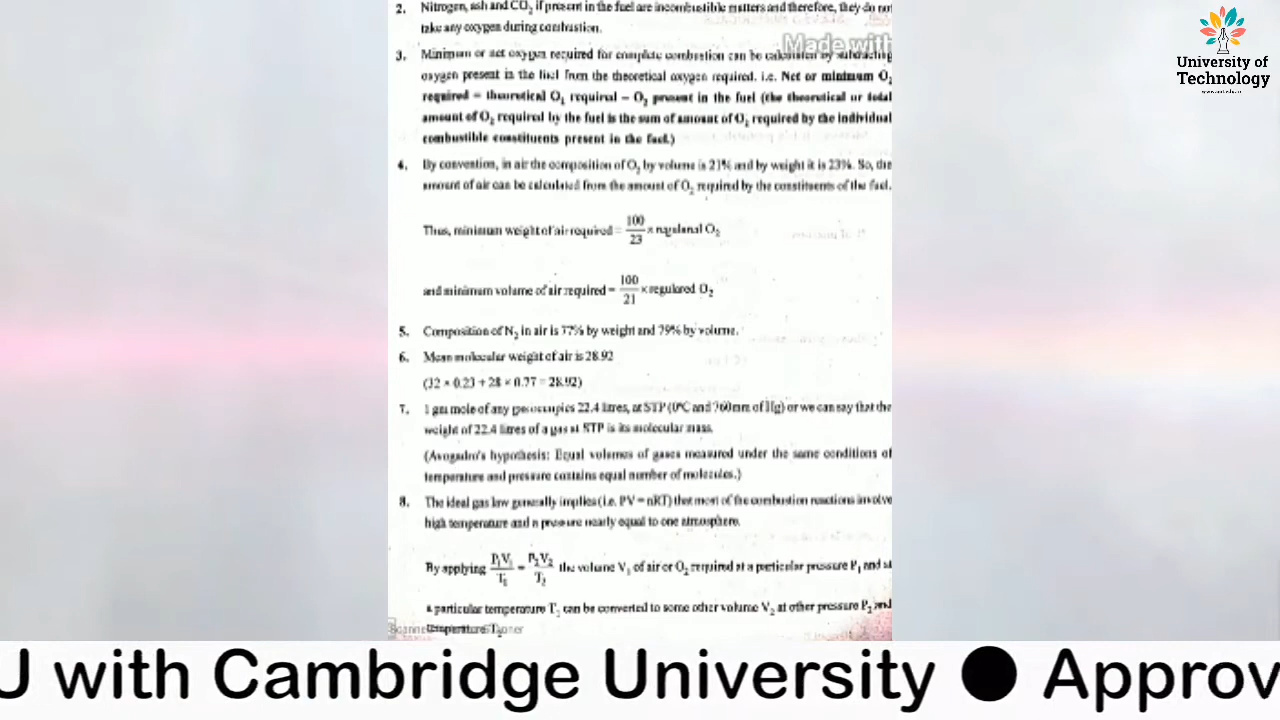 2. Nitrogen, ash and CO₂ if present in the fuel are incombustible matters and therefore, they do not
take any oxygen during combustion.
Made with
3. Minimum or net oxygen required for complete combustion can be calculated by subtracting
oxygen present in the fuel from the theoretical oxygen required. i.e. Net or minimum O₂
required = theoretical O₂ required – O₂ present in the fuel (the theoretical or total
amount of O₂ required by the fuel is the sum of amount of O₂ required by the individual
combustible constituents present in the fuel.)
4. By convention, in air the composition of O₂ by volume is 21% and by weight it is 23%. So, the
amount of air can be calculated from the amount of O₂ required by the constituents of the fuel.
Thus, minimum weight of air required = 100/23 × required O₂
and minimum volume of air required = 100/21 × required O₂
5. Composition of N₂ in air is 77% by weight and 79% by volume.
6. Mean molecular weight of air is 28.92
(32 × 0.23 + 28 × 0.77 = 28.92)
7. 1 gm mole of any gas occupies 22.4 litres, at STP (0°C and 760mm of Hg) or we can say that the
weight of 22.4 litres of a gas at STP is its molecular mass.
(Avogadro's hypothesis: Equal volumes of gases measured under the same conditions of
temperature and pressure contains equal number of molecules.)
8. The ideal gas law generally implies (i.e. PV = nRT) that most of the combustion reactions involve
high temperature and a pressure nearly equal to one atmosphere.
By applying P₁V₁/T₁ = P₂V₂/T₂ the volume V₁ of air or O₂ required at a particular pressure P₁ and at
a particular temperature T₁ can be converted to some other volume V₂ at other pressure P₂ and
temperature T₂
University of
Technology
U with Cambridge University ● Approv